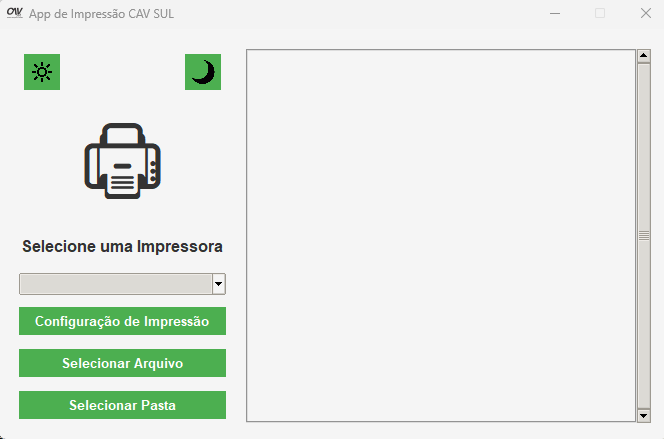 CAV App de Impressão CAV SUL
Selecione uma Impressora
Configuração de Impressão
Selecionar Arquivo
Selecionar Pasta